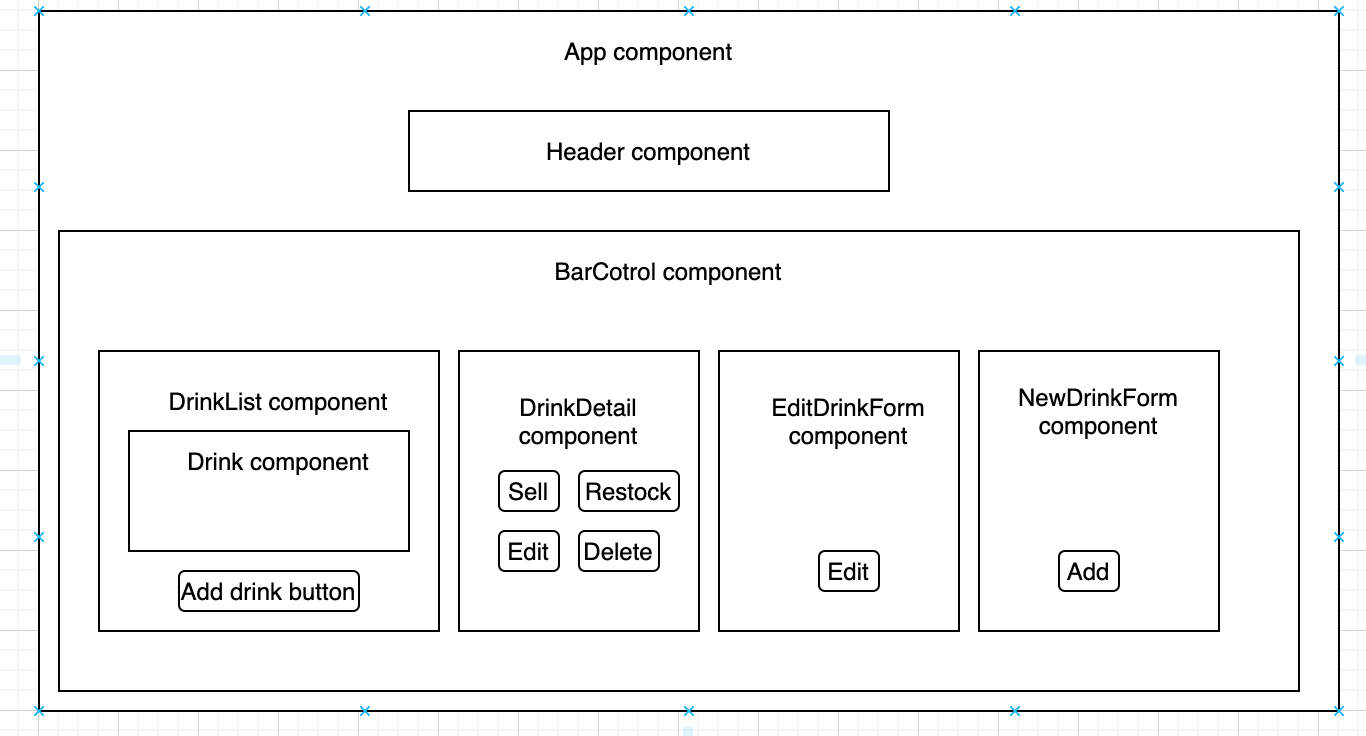 App component
Header component
BarCotrol component
DrinkList component
Drink component
Add drink button
DrinkDetail
component
Sell
Restock
Edit
Delete
EditDrinkForm
component
Edit
NewDrinkForm
component
Add